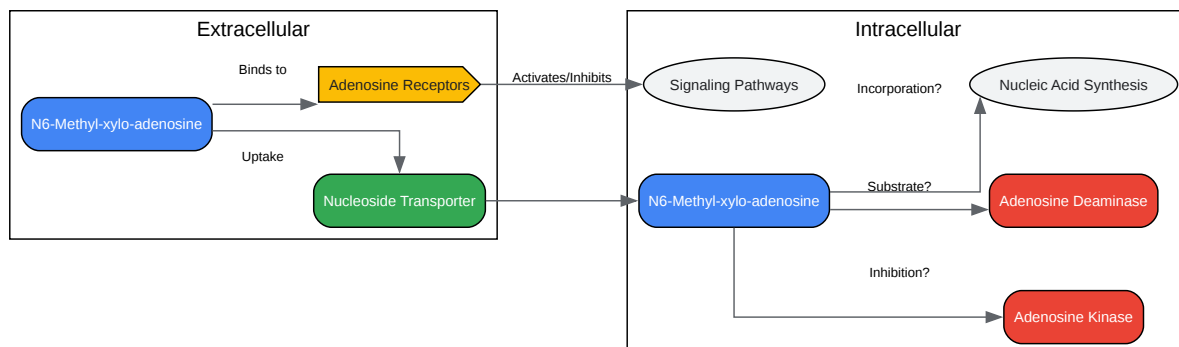 Extracellular
Intracellular
Binds to
Adenosine Receptors
Activates/Inhibits
Signaling Pathways
Incorporation?
Nucleic Acid Synthesis
N6-Methyl-xylo-adenosine
Uptake
Nucleoside Transporter
N6-Methyl-xylo-adenosine
Substrate?
Adenosine Deaminase
Inhibition?
Adenosine Kinase